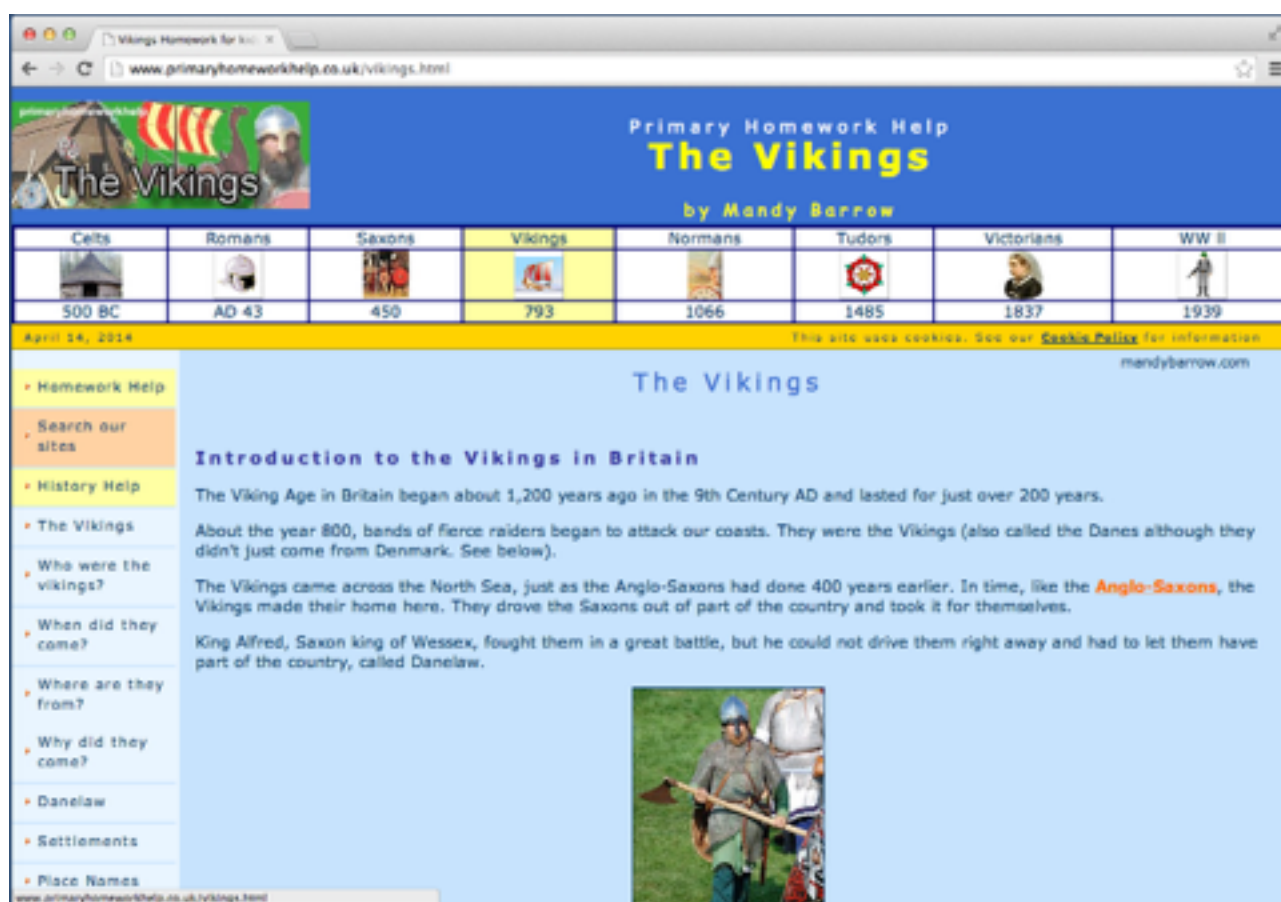 Vikings Homework for kid
www.primaryhomeworkhelp.co.uk/vikings.html
primaryhomeworkhelp
The Vikings
Primary Homework Help
The Vikings
by Mandy Barrow
Celts Romans Saxons Vikings Normans Tudors Victorians WW II
500 BC AD 43 450 793 1066 1485 1837 1939
April 14, 2014 This site uses cookies. See our Cookie Policy for information
mandybarrow.com
Homework Help
Search our
sites
History Help
The Vikings
Who were the
vikings?
When did they
come?
Where are they
from?
Why did they
come?
Danelaw
Settlements
Place Names
The Vikings
Introduction to the Vikings in Britain
The Viking Age in Britain began about 1,200 years ago in the 9th Century AD and lasted for just over 200 years.
About the year 800, bands of fierce raiders began to attack our coasts. They were the Vikings (also called the Danes although they
didn't just come from Denmark. See below).
The Vikings came across the North Sea, just as the Anglo-Saxons had done 400 years earlier. In time, like the Anglo-Saxons, the
Vikings made their home here. They drove the Saxons out of part of the country and took it for themselves.
King Alfred, Saxon king of Wessex, fought them in a great battle, but he could not drive them right away and had to let them have
part of the country, called Danelaw.
www.primaryhomeworkhelp.co.uk/vikings.html